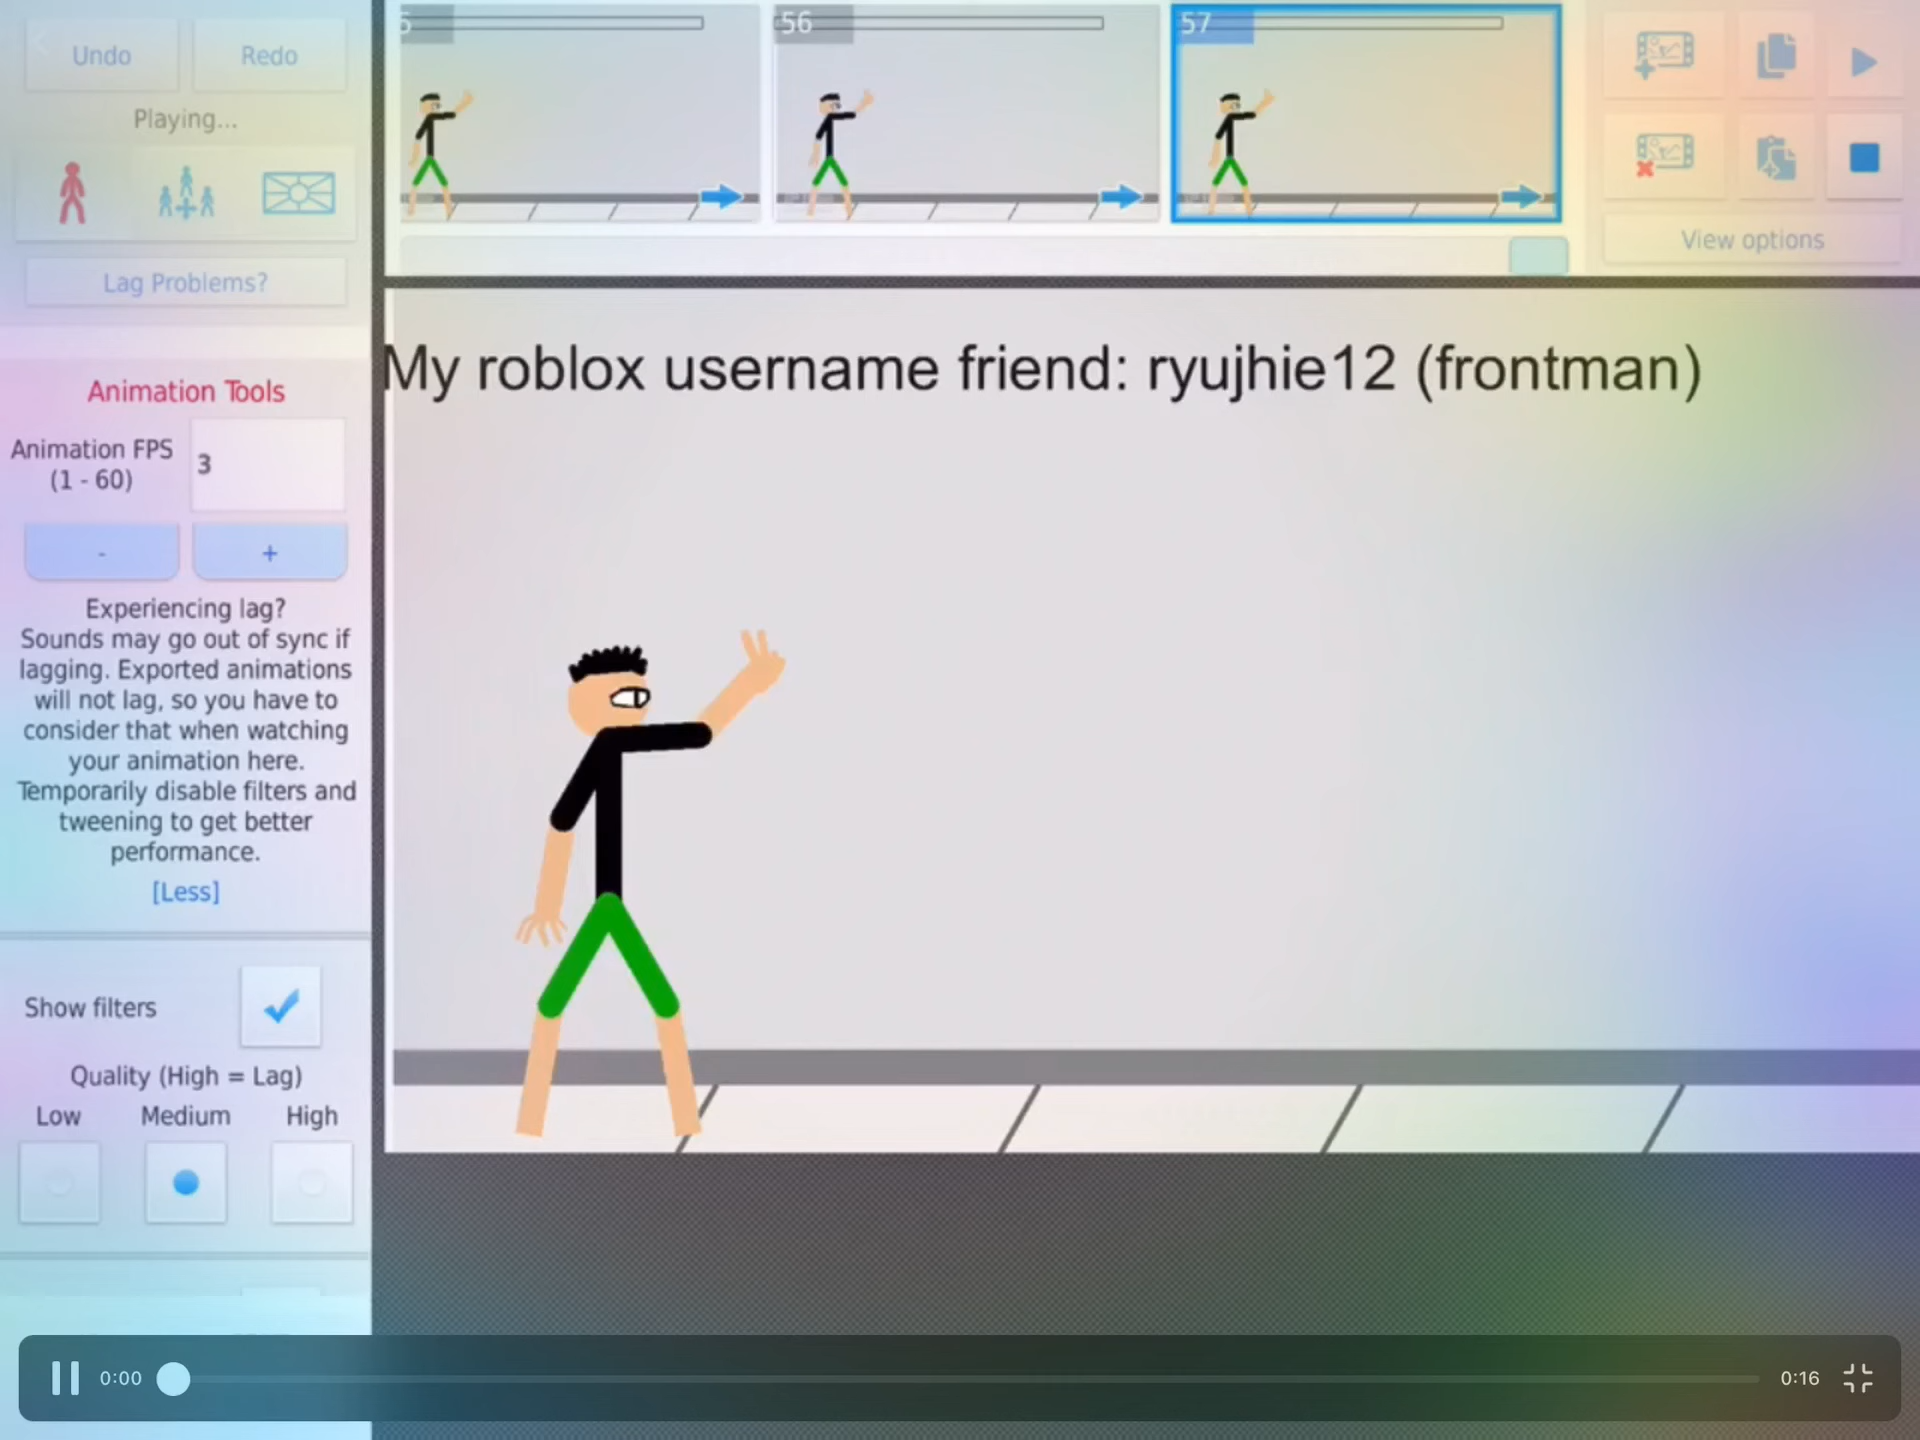 Undo
Redo
Playing...
Lag Problems?
56
57
View options
My roblox username friend: ryujhie12 (frontman)
Animation Tools
Animation FPS
(1 - 60)
3
-
+
Experiencing lag?
Sounds may go out of sync if
lagging. Exported animations
will not lag, so you have to
consider that when watching
your animation here.
Temporarily disable filters and
tweening to get better
performance.
[Less]
Show filters
Quality (High = Lag)
Low
Medium
High
0:00
0:16